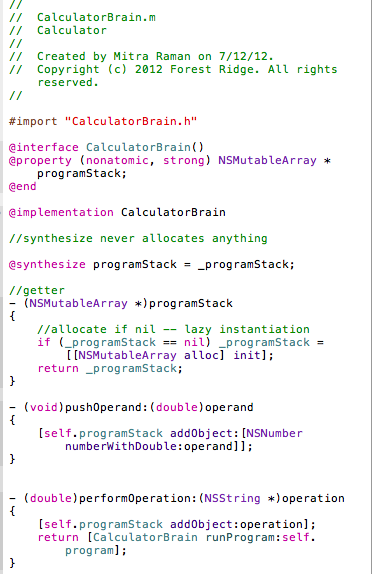 //
//  CalculatorBrain.m
//  Calculator
//
//  Created by Mitra Raman on 7/12/12.
//  Copyright (c) 2012 Forest Ridge. All rights
    reserved.
//
#import "CalculatorBrain.h"
@interface CalculatorBrain()
@property (nonatomic, strong) NSMutableArray *
    programStack;
@end
@implementation CalculatorBrain
//synthesize never allocates anything
@synthesize programStack = _programStack;
//getter
- (NSMutableArray *)programStack
{
    //allocate if nil -- lazy instantiation
    if (_programStack == nil) _programStack =
        [[NSMutableArray alloc] init];
    return _programStack;
}
- (void)pushOperand:(double)operand
{
    [self.programStack addObject:[NSNumber
        numberWithDouble:operand]];
}
- (double)performOperation:(NSString *)operation
{
    [self.programStack addObject:operation];
    return [CalculatorBrain runProgram:self.
        program];
}